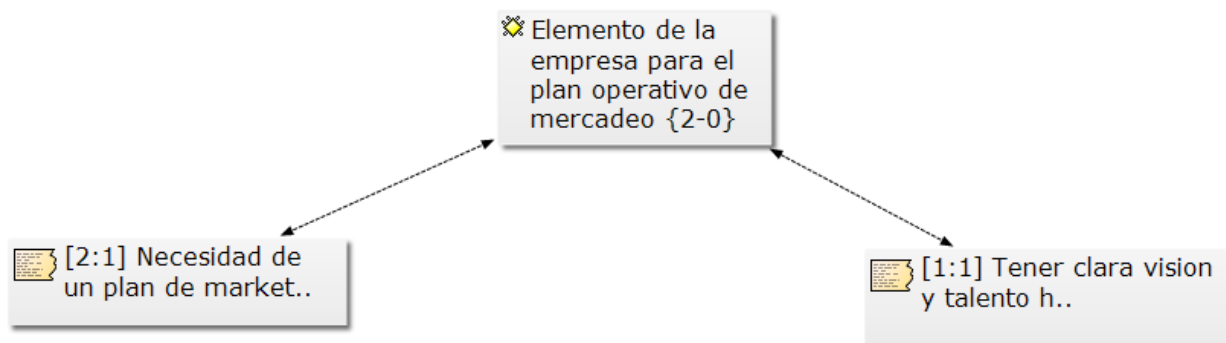 Elemento de la
empresa para el
plan operativo de
mercadeo {2-0}
[2:1] Necesidad de
un plan de market..
[1:1] Tener clara vision
y talento h..